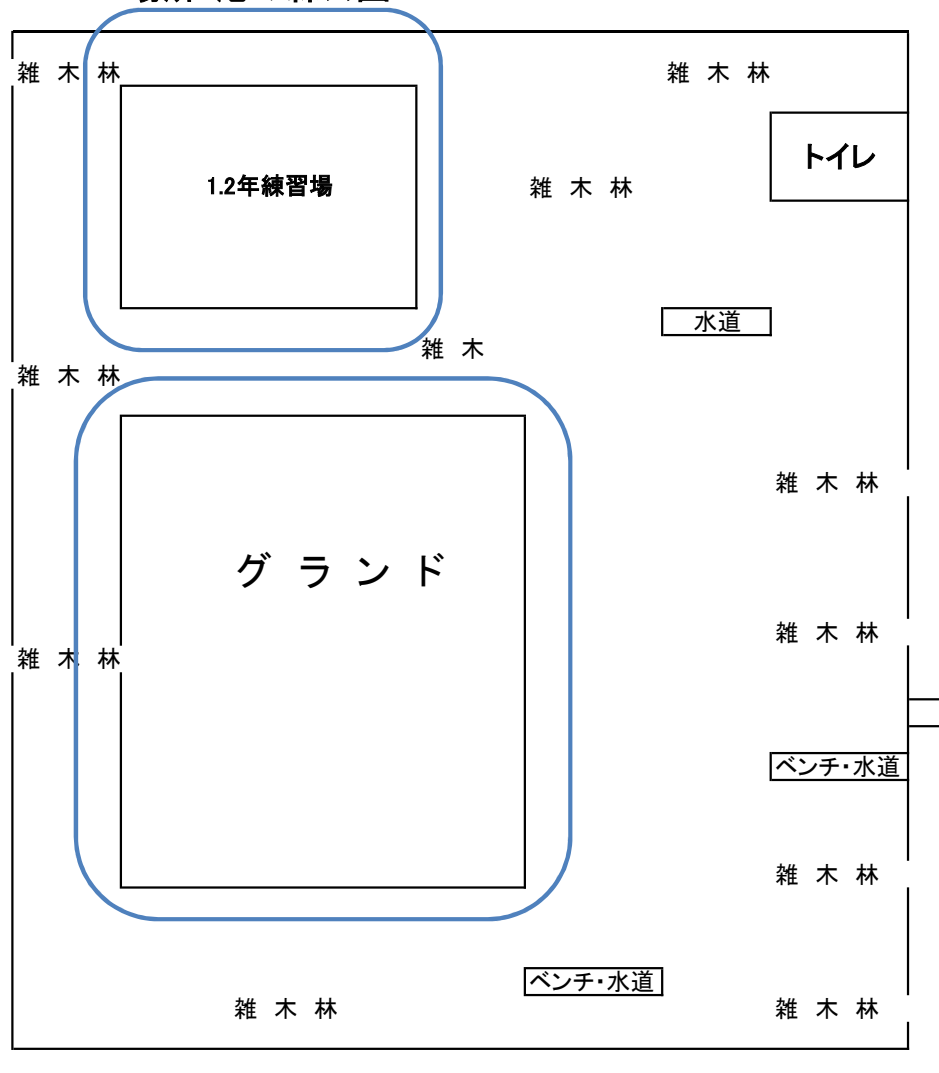 雑 木 林
雑 木 林
トイレ
1.2年練習場
雑 木 林
水道
雑 木
雑 木 林
雑 木 林
グ ラ ン ド
雑 木 林
雑 木 林
ベンチ・水道
雑 木 林
ベンチ・水道
雑 木 林
雑 木 林